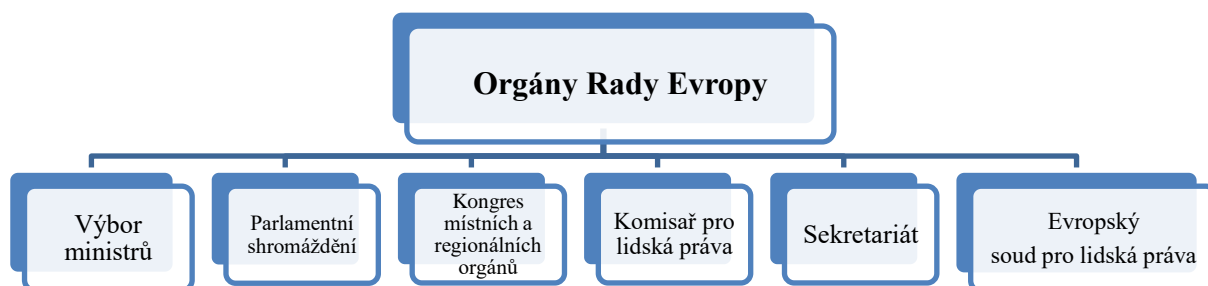 Orgány Rady Evropy
Výbor
ministrů
Parlamentní
shromáždění
Kongres
místních a
regionálních
orgánů
Komisař pro
lidská práva
Sekretariát
Evropský
soud pro lidská práva